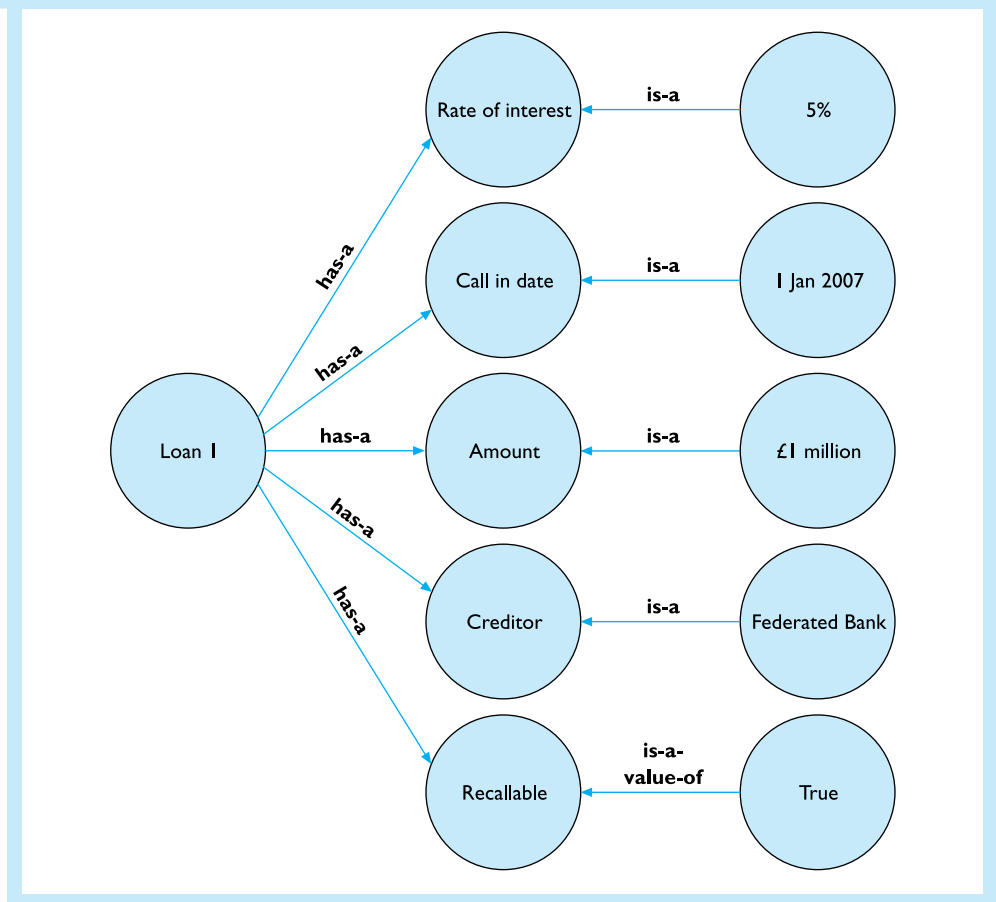 Rate of interest
is-a
5%
has-a
Call in date
is-a
1 Jan 2007
has-a
Loan 1
has-a
Amount
is-a
£1 million
has-a
Creditor
is-a
Federated Bank
has-a
Recallable
is-a-
value-of
True